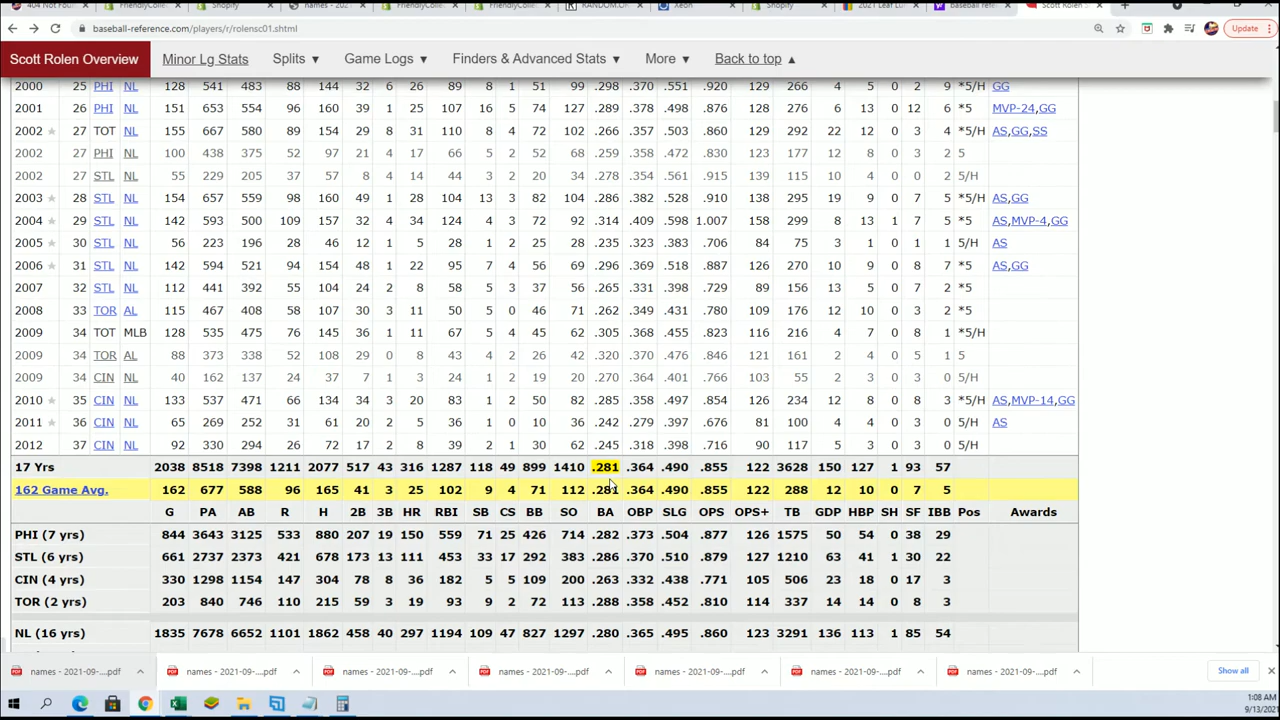 404 Not Fou
FriendlyColle
Shopify
names - 202
FriendlyColle
FriendlyColle
RANDOM.OR
Xeon
Shopify
2021 Leaf Lu
baseball refe
Scott Rolen S
baseball-reference.com/players/r/rolensc01.shtml
Update
Scott Rolen Overview Minor Lg Stats Splits ▼ Game Logs ▼ Finders & Advanced Stats ▼ More ▼ Back to top ▲
2000 25 PHI NL 128 541 483 88 144 32 6 26 89 8 1 51 99 .298 .370 .551 .920 129 266 4 5 0 2 9 *5/H GG
2001 26 PHI NL 151 653 554 96 160 39 1 25 107 16 5 74 127 .289 .378 .498 .876 128 276 6 13 0 12 6 *5 MVP-24,GG
2002 ★ 27 TOT NL 155 667 580 89 154 29 8 31 110 8 4 72 102 .266 .357 .503 .860 129 292 22 12 0 3 4 *5/H AS,GG,SS
2002 27 PHI NL 100 438 375 52 97 21 4 17 66 5 2 52 68 .259 .358 .472 .830 123 177 12 8 0 3 2 5
2002 27 STL NL 55 229 205 37 57 8 4 14 44 3 2 20 34 .278 .354 .561 .915 139 115 10 4 0 0 2 5/H
2003 ★ 28 STL NL 154 657 559 98 160 49 1 28 104 13 3 82 104 .286 .382 .528 .910 138 295 19 9 0 7 5 *5/H AS,GG
2004 ★ 29 STL NL 142 593 500 109 157 32 4 34 124 4 3 72 92 .314 .409 .598 1.007 158 299 8 13 1 7 5 *5 AS,MVP-4,GG
2005 ★ 30 STL NL 56 223 196 28 46 12 1 5 28 1 2 25 28 .235 .323 .383 .706 84 75 3 1 0 1 1 5/H AS
2006 ★ 31 STL NL 142 594 521 94 154 48 1 22 95 7 4 56 69 .296 .369 .518 .887 126 270 10 9 0 8 7 *5 AS,GG
2007 32 STL NL 112 441 392 55 104 24 2 8 58 5 3 37 56 .265 .331 .398 .729 89 156 13 5 0 7 2 *5
2008 33 TOR AL 115 467 408 58 107 30 3 11 50 5 0 46 71 .262 .349 .431 .780 109 176 12 10 0 3 2 *5
2009 34 TOT MLB 128 535 475 76 145 36 1 11 67 5 4 45 62 .305 .368 .455 .823 116 216 4 7 0 8 1 *5/H
2009 34 TOR AL 88 373 338 52 108 29 0 8 43 4 2 26 42 .320 .370 .476 .846 121 161 2 4 0 5 1 5
2009 34 CIN NL 40 162 137 24 37 7 1 3 24 1 2 19 20 .270 .364 .401 .766 103 55 2 3 0 3 0 5/H
2010 ★ 35 CIN NL 133 537 471 66 134 34 3 20 83 1 2 50 82 .285 .358 .497 .854 126 234 12 8 0 8 3 *5/H AS,MVP-14,GG
2011 ★ 36 CIN NL 65 269 252 31 61 20 2 5 36 1 0 10 36 .242 .279 .397 .676 81 100 4 3 0 4 0 5/H AS
2012 37 CIN NL 92 330 294 26 72 17 2 8 39 2 1 30 62 .245 .318 .398 .716 90 117 5 3 0 3 0 5/H
17 Yrs 2038 8518 7398 1211 2077 517 43 316 1287 118 49 899 1410 .281 .364 .490 .855 122 3628 150 127 1 93 57
162 Game Avg. 162 677 588 96 165 41 3 25 102 9 4 71 112 .281 .364 .490 .855 122 288 12 10 0 7 5
G PA AB R H 2B 3B HR RBI SB CS BB SO BA OBP SLG OPS OPS+ TB GDP HBP SH SF IBB Pos Awards
PHI (7 yrs) 844 3643 3125 533 880 207 19 150 559 71 25 426 714 .282 .373 .504 .877 126 1575 50 54 0 38 29
STL (6 yrs) 661 2737 2373 421 678 173 13 111 453 33 17 292 383 .286 .370 .510 .879 127 1210 63 41 1 30 22
CIN (4 yrs) 330 1298 1154 147 304 78 8 36 182 5 5 109 200 .263 .332 .438 .771 105 506 23 18 0 17 3
TOR (2 yrs) 203 840 746 110 215 59 3 19 93 9 2 72 113 .288 .358 .452 .810 114 337 14 14 0 8 3
NL (16 yrs) 1835 7678 6652 1101 1862 458 40 297 1194 109 47 827 1297 .280 .365 .495 .860 123 3291 136 113 1 85 54
names - 2021-09-....pdf
names - 2021-09-....pdf
names - 2021-09-....pdf
names - 2021-09-....pdf
names - 2021-09-....pdf
names - 2021-09-....pdf
names - 2021-09-....pdf
Show all
1:08 AM
9/13/2021